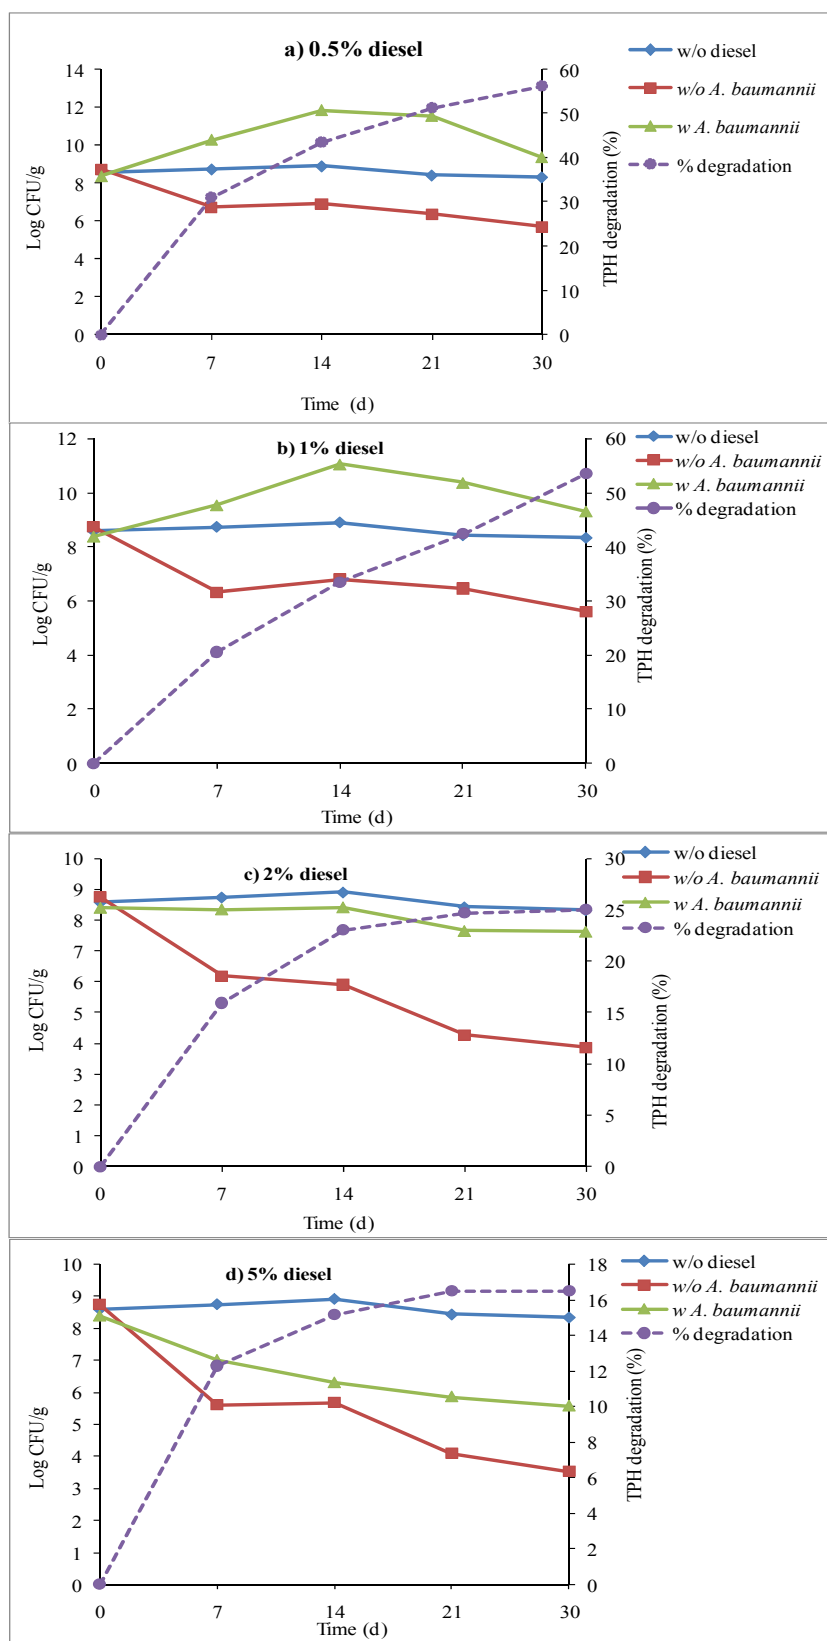 a) 0.5% diesel
Log CFU/g
14
12
10
8
6
4
2
0
60
50
40
30
20
10
0
TPH degradation (%)
0 7 14 21 30
Time (d)
w/o diesel
w/o A. baumannii
w A. baumannii
% degradation
b) 1% diesel
Log CFU/g
12
10
8
6
4
2
0
60
50
40
30
20
10
0
TPH degradation (%)
0 7 14 21 30
Time (d)
w/o diesel
w/o A. baumannii
w A. baumannii
% degradation
c) 2% diesel
Log CFU/g
10
9
8
7
6
5
4
3
2
1
0
30
25
20
15
10
5
0
TPH degradation (%)
0 7 14 21 30
Time (d)
w/o diesel
w/o A. baumannii
w A. baumannii
% degradation
d) 5% diesel
Log CFU/g
10
9
8
7
6
5
4
3
2
1
0
18
16
14
12
10
8
6
4
2
0
TPH degradation (%)
0 7 14 21 30
Time (d)
w/o diesel
w/o A. baumannii
w A. baumannii
% degradation